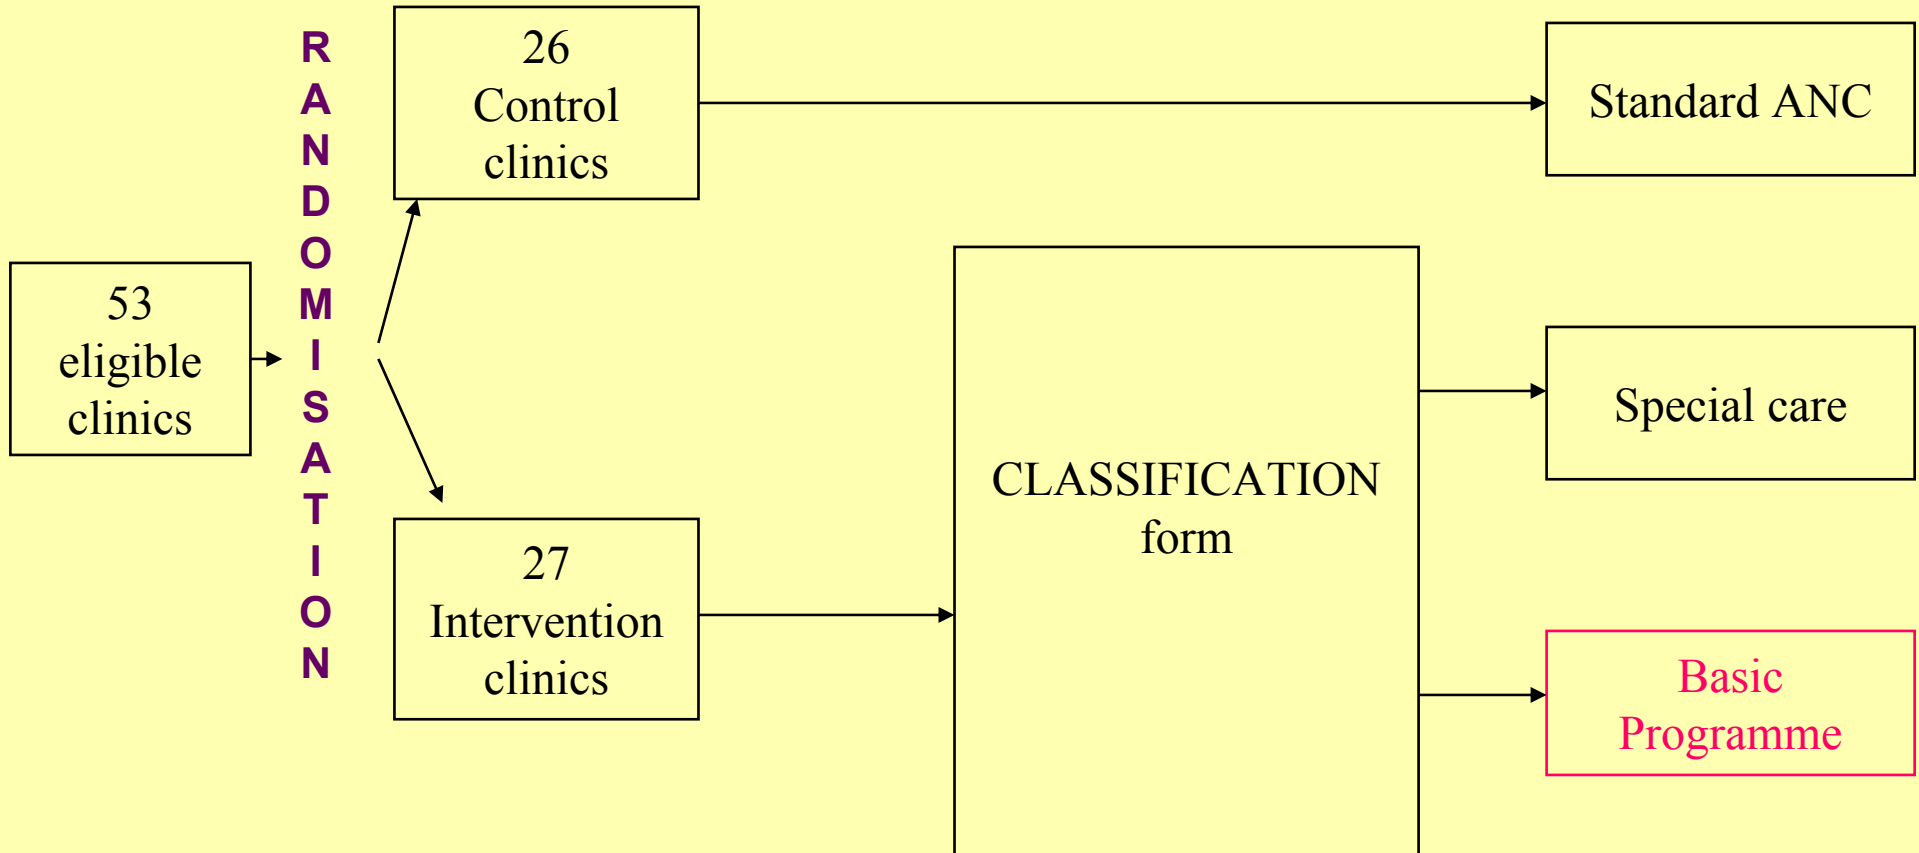 53
eligible
clinics
RANDOMISATION
26
Control
clinics
Standard ANC
27
Intervention
clinics
CLASSIFICATION
form
Special care
Basic
Programme